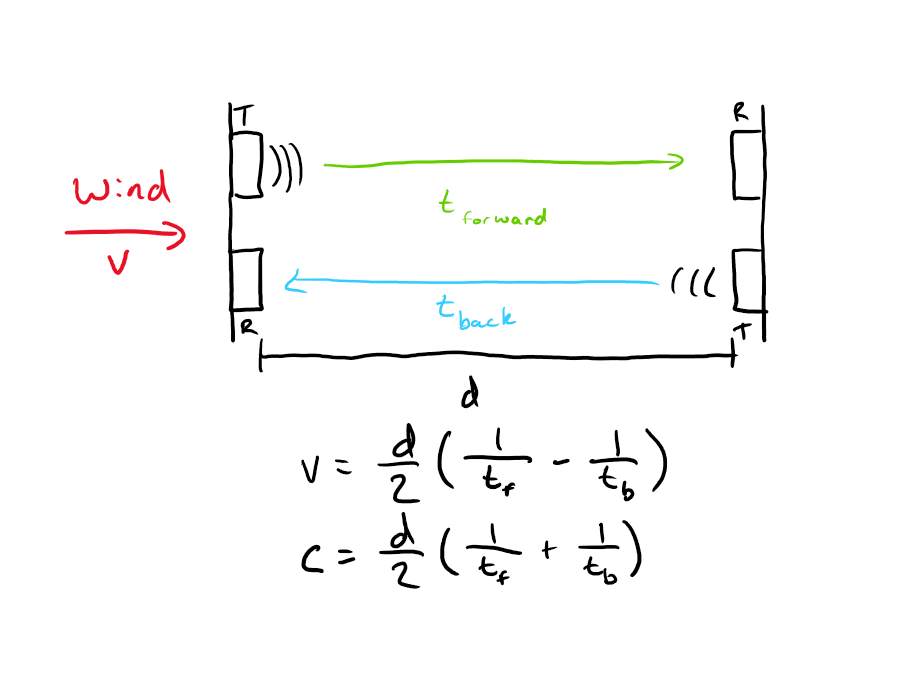 T
R
Wind
v
t forward
t back
R
T
d
v = d/2 ( 1/t_f - 1/t_b )
c = d/2 ( 1/t_f + 1/t_b )